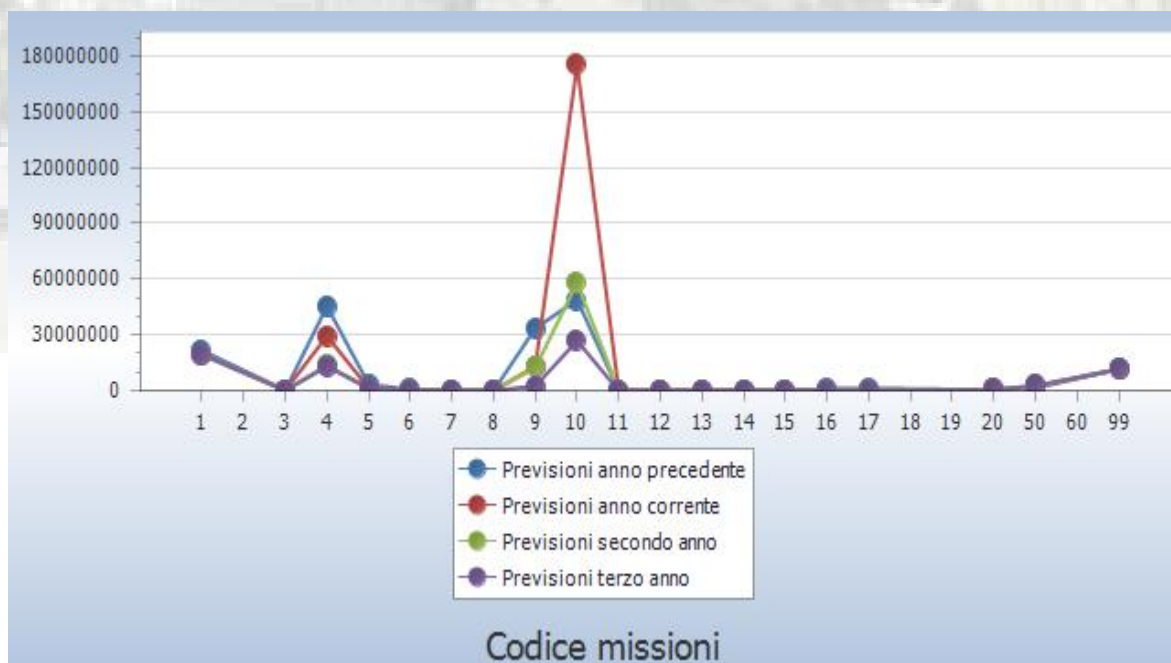 180000000
150000000
120000000
90000000
60000000
30000000
0
1 2 3 4 5 6 7 8 9 10 11 12 13 14 15 16 17 18 19 20 50 60 99
Previsioni anno precedente
Previsioni anno corrente
Previsioni secondo anno
Previsioni terzo anno
Codice missioni